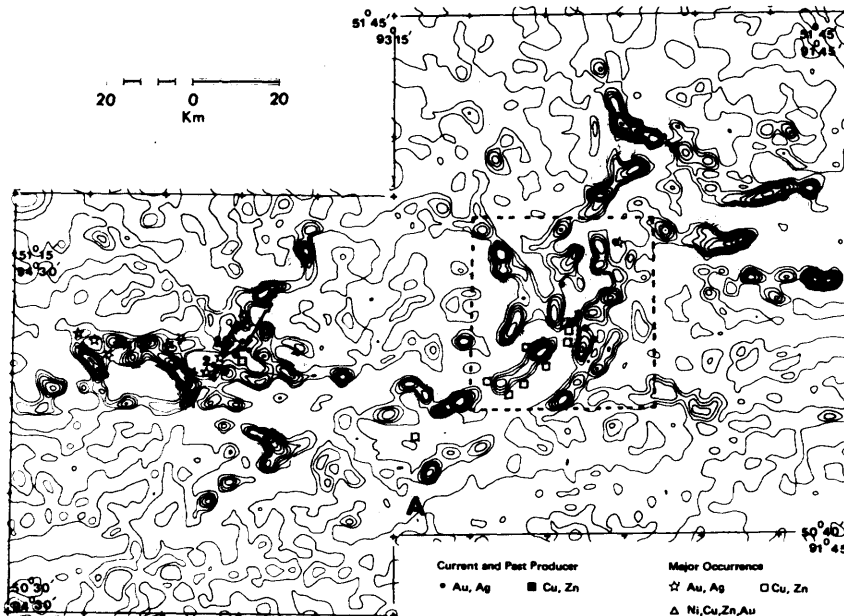 51° 45′
93° 15′
51° 45′
91° 45′
20 0 20
Km
51° 15′
94° 30′
A
50° 40′
91° 45′
50° 30′
94° 30′
Current and Past Producer
Major Occurrence
Au, Ag
Cu, Zn
Au, Ag
Cu, Zn
Ni,Cu,Zn,Au